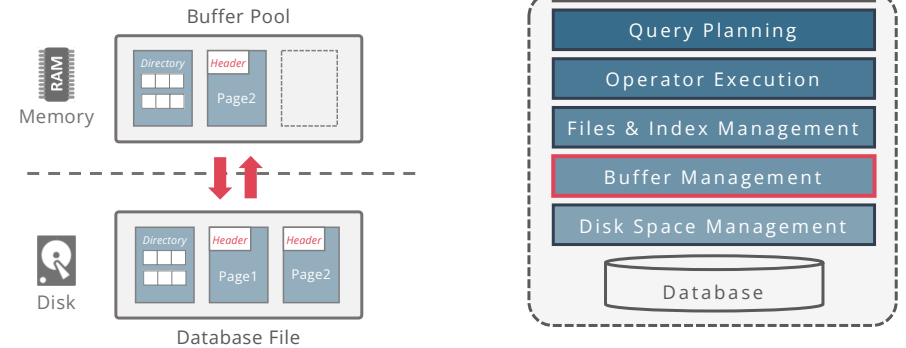 Buffer Pool
RAM
Memory
Directory
Header
Page2
Disk
Directory
Header
Page1
Header
Page2
Database File
Query Planning
Operator Execution
Files & Index Management
Buffer Management
Disk Space Management
Database